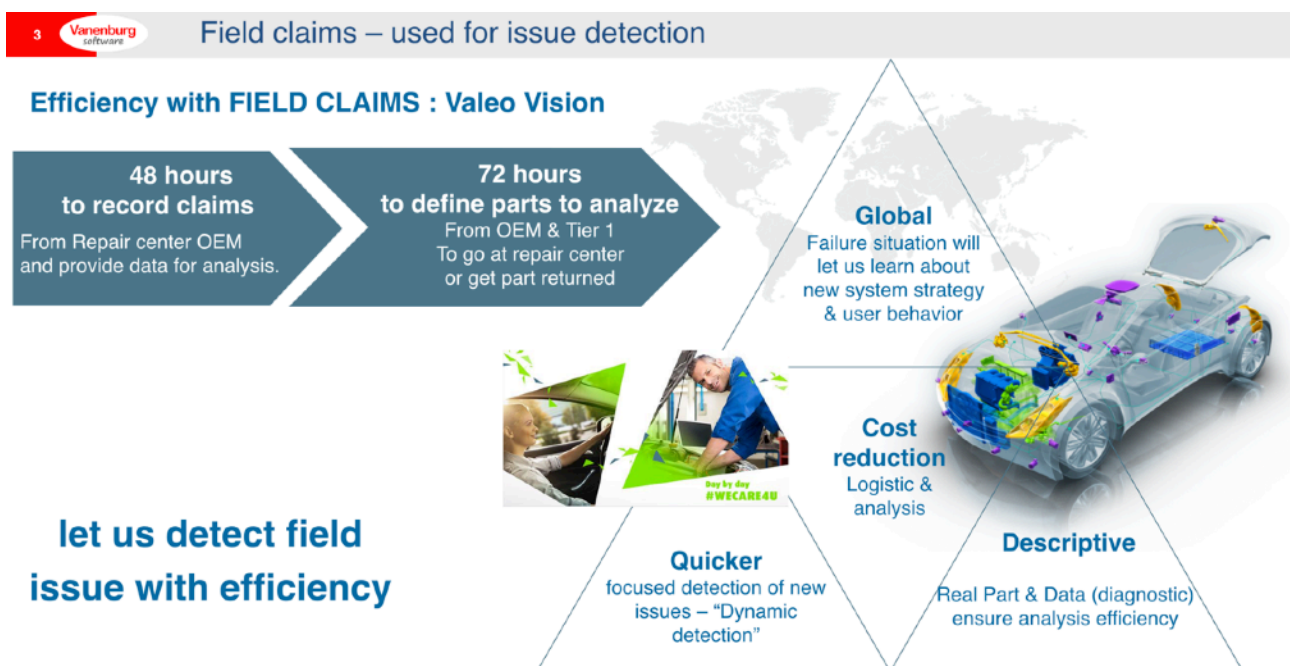 3
Vanenburg
software
Field claims – used for issue detection
Efficiency with FIELD CLAIMS : Valeo Vision
48 hours
to record claims
From Repair center OEM
and provide data for analysis.
72 hours
to define parts to analyze
From OEM & Tier 1
To go at repair center
or get part returned
Global
Failure situation will
let us learn about
new system strategy
& user behavior
Day by day
#WECARE4U
Cost
reduction
Logistic &
analysis
let us detect field
issue with efficiency
Quicker
focused detection of new
issues – “Dynamic
detection”
Descriptive
Real Part & Data (diagnostic)
ensure analysis efficiency